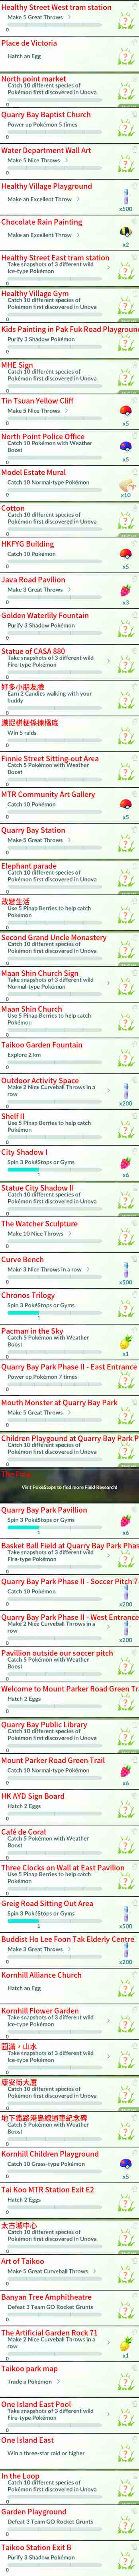 Healthy Street West tram station
Make 5 Great Throws
0
Place de Victoria
Hatch an Egg
0
North point market
Catch 10 different species of
Pokémon first discovered in Unova
0
Quarry Bay Baptist Church
Power up Pokémon 5 times
0
Water Department Wall Art
Make 5 Nice Throws
0
Healthy Village Playground
Make an Excellent Throw
0
x500
Chocolate Rain Painting
Make an Excellent Throw
0
x2
Healthy Street East tram station
Take snapshots of 3 different wild
Ice-type Pokémon
0
Healthy Village Gym
Catch 10 different species of
Pokémon first discovered in Unova
0
Kids Painting in Pak Fuk Road Playground
Purify 3 Shadow Pokémon
0
MHE Sign
Catch 10 different species of
Pokémon first discovered in Unova
0
Tin Tsuan Yellow Cliff
Make 5 Nice Throws
0
x5
North Point Police Office
Catch 10 Pokémon with Weather
Boost
0
x5
Model Estate Mural
Catch 10 Normal-type Pokémon
0
x10
Cotton
Catch 10 different species of
Pokémon first discovered in Unova
0
HKFYG Building
Catch 10 Pokémon
0
x5
Java Road Pavilion
Make 3 Great Throws
0
x3
Golden Waterlily Fountain
Purify 3 Shadow Pokémon
0
Statue of CASA 880
Take snapshots of 3 different wild
Fire-type Pokémon
0
好多小朋友臉
Earn 2 Candies walking with your
buddy
0
識捉棋梗係揀橋底
Win 5 raids
0
Finnie Street Sitting-out Area
Catch 5 Pokémon with Weather
Boost
0
MTR Community Art Gallery
Catch 10 Pokémon
0
x5
Quarry Bay Station
Make 5 Great Throws
0
Elephant parade
Catch 10 different species of
Pokémon first discovered in Unova
0
改變生活
Use 5 Pinap Berries to help catch
Pokémon
0
Second Grand Uncle Monastery
Catch 10 different species of
Pokémon first discovered in Unova
0
Maan Shin Church Sign
Take snapshots of 3 different wild
Normal-type Pokémon
0
Maan Shin Church
Use 5 Pinap Berries to help catch
Pokémon
0
Taikoo Garden Fountain
Explore 2 km
0
Outdoor Activity Space
Make 2 Nice Curveball Throws in a
row
0
x200
Shelf II
Use 5 Pinap Berries to help catch
Pokémon
0
City Shadow I
Spin 3 PokéStops or Gyms
1
x6
Statue City Shadow II
Catch 10 different species of
Pokémon first discovered in Unova
0
The Watcher Sculpture
Make 10 Nice Throws
0
Curve Bench
Make 3 Nice Throws in a row
0
x500
Chronos Trilogy
Spin 3 PokéStops or Gyms
1
Pacman in the Sky
Catch 5 Pokémon with Weather
Boost
0
x1
Quarry Bay Park Phase II - East Entrance
Power up Pokémon 7 times
0
Mouth Monster at Quarry Bay Park
Make 5 Great Throws
0
Children Playground at Quarry Bay Park P
Catch 10 different species of
Pokémon first discovered in Unova
0
Visit PokéStops to find more Field Research!
Quarry Bay Park Pavillion
Spin 3 PokéStops or Gyms
1
x6
Basket Ball Field at Quarry Bay Park Phas
Take snapshots of 3 different wild
Fire-type Pokémon
0
Quarry Bay Park Phase II - Soccer Pitch 7
Catch 10 Pokémon
0
x200
Quarry Bay Park Phase II - West Entrance
Make 2 Nice Curveball Throws in a
row
0
x200
Pavillion outside our soccer pitch
Catch 5 Pokémon with Weather
Boost
0
Welcome to Mount Parker Road Green Tr
Hatch 2 Eggs
0
Quarry Bay Public Library
Catch 10 different species of
Pokémon first discovered in Unova
0
Mount Parker Road Green Trail
Catch 10 Normal-type Pokémon
0
x6
HK AYD Sign Board
Hatch 2 Eggs
0
Café de Coral
Catch 5 Pokémon with Weather
Boost
0
Three Clocks on Wall at East Pavilion
Use 5 Pinap Berries to help catch
Pokémon
0
Greig Road Sitting Out Area
Spin 3 PokéStops or Gyms
1
x500
Buddist Ho Lee Foon Tak Elderly Centre
Make 3 Great Throws
0
x200
Kornhill Alliance Church
Hatch an Egg
0
Kornhill Flower Garden
Take snapshots of 3 different wild
Ice-type Pokémon
0
圓滿，山水
Take snapshots of 3 different wild
Ice-type Pokémon
0
康安街大廈
Catch 10 different species of
Pokémon first discovered in Unova
0
地下鐵路港島線通車紀念碑
Catch 5 Pokémon with Weather
Boost
0
Kornhill Children Playground
Catch 10 Grass-type Pokémon
0
x5
Tai Koo MTR Station Exit E2
Hatch 2 Eggs
0
太古城中心
Catch 10 different species of
Pokémon first discovered in Unova
0
Art of Taikoo
Make 5 Great Curveball Throws
0
Banyan Tree Amphitheatre
Defeat 3 Team GO Rocket Grunts
0
The Artificial Garden Rock 71
Make 2 Nice Curveball Throws in a
row
0
x1
Taikoo park map
Trade a Pokémon
0
One Island East Pool
Take snapshots of 3 different wild
Fire-type Pokémon
0
One Island East
Win a three-star raid or higher
0
In the Loop
Catch 10 different species of
Pokémon first discovered in Unova
0
Garden Playground
Defeat 3 Team GO Rocket Grunts
0
Taikoo Station Exit B
Purify 3 Shadow Pokémon
0